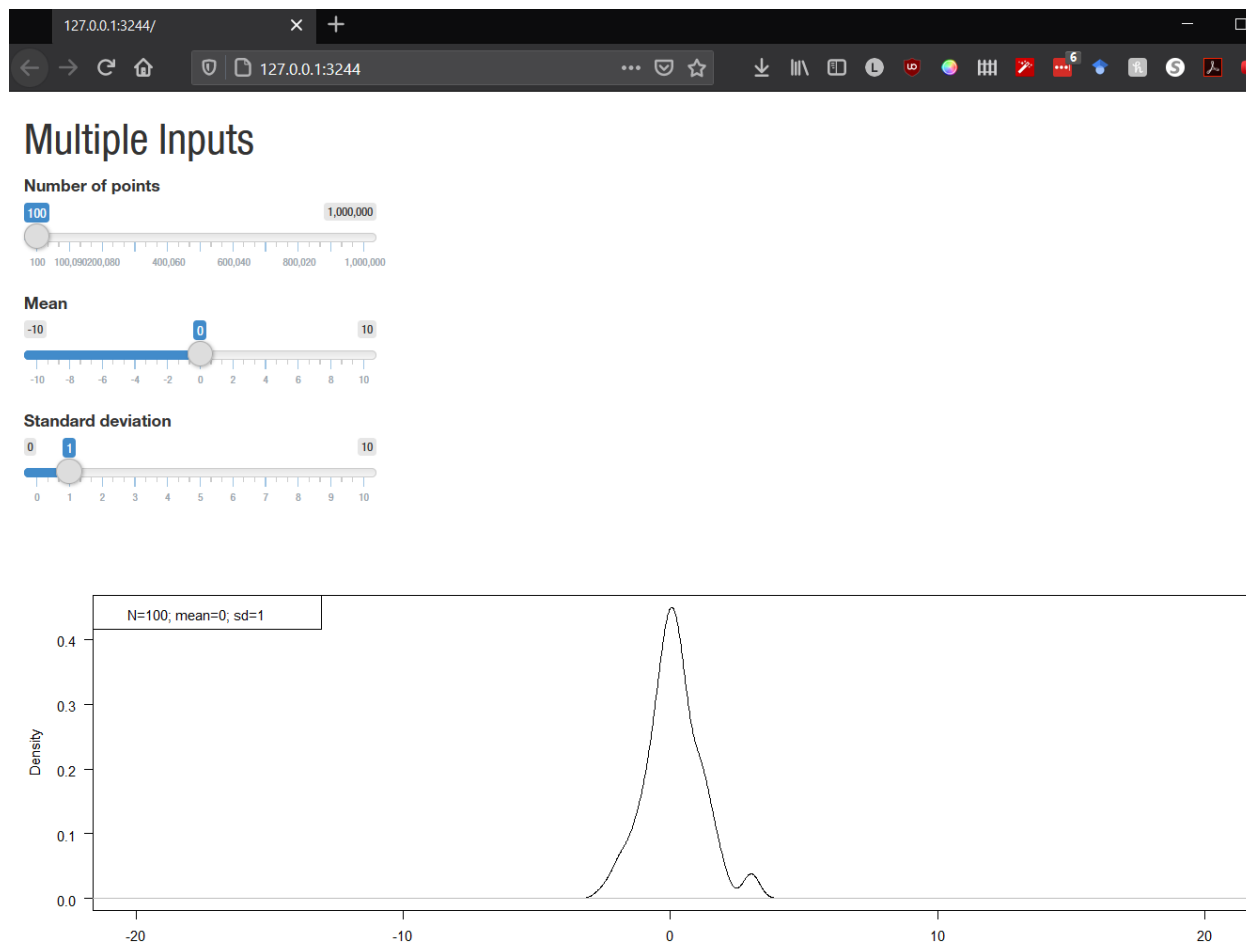 127.0.0.1:3244/
127.0.0.1:3244
6
Multiple Inputs
Number of points
100 1,000,000
100 100,090200,080 400,060 600,040 800,020 1,000,000
Mean
-10 0 10
-10 -8 -6 -4 -2 0 2 4 6 8 10
Standard deviation
0 1 10
0 1 2 3 4 5 6 7 8 9 10
N=100; mean=0; sd=1
0.4
0.3
Density
0.2
0.1
0.0
-20 -10 0 10 20